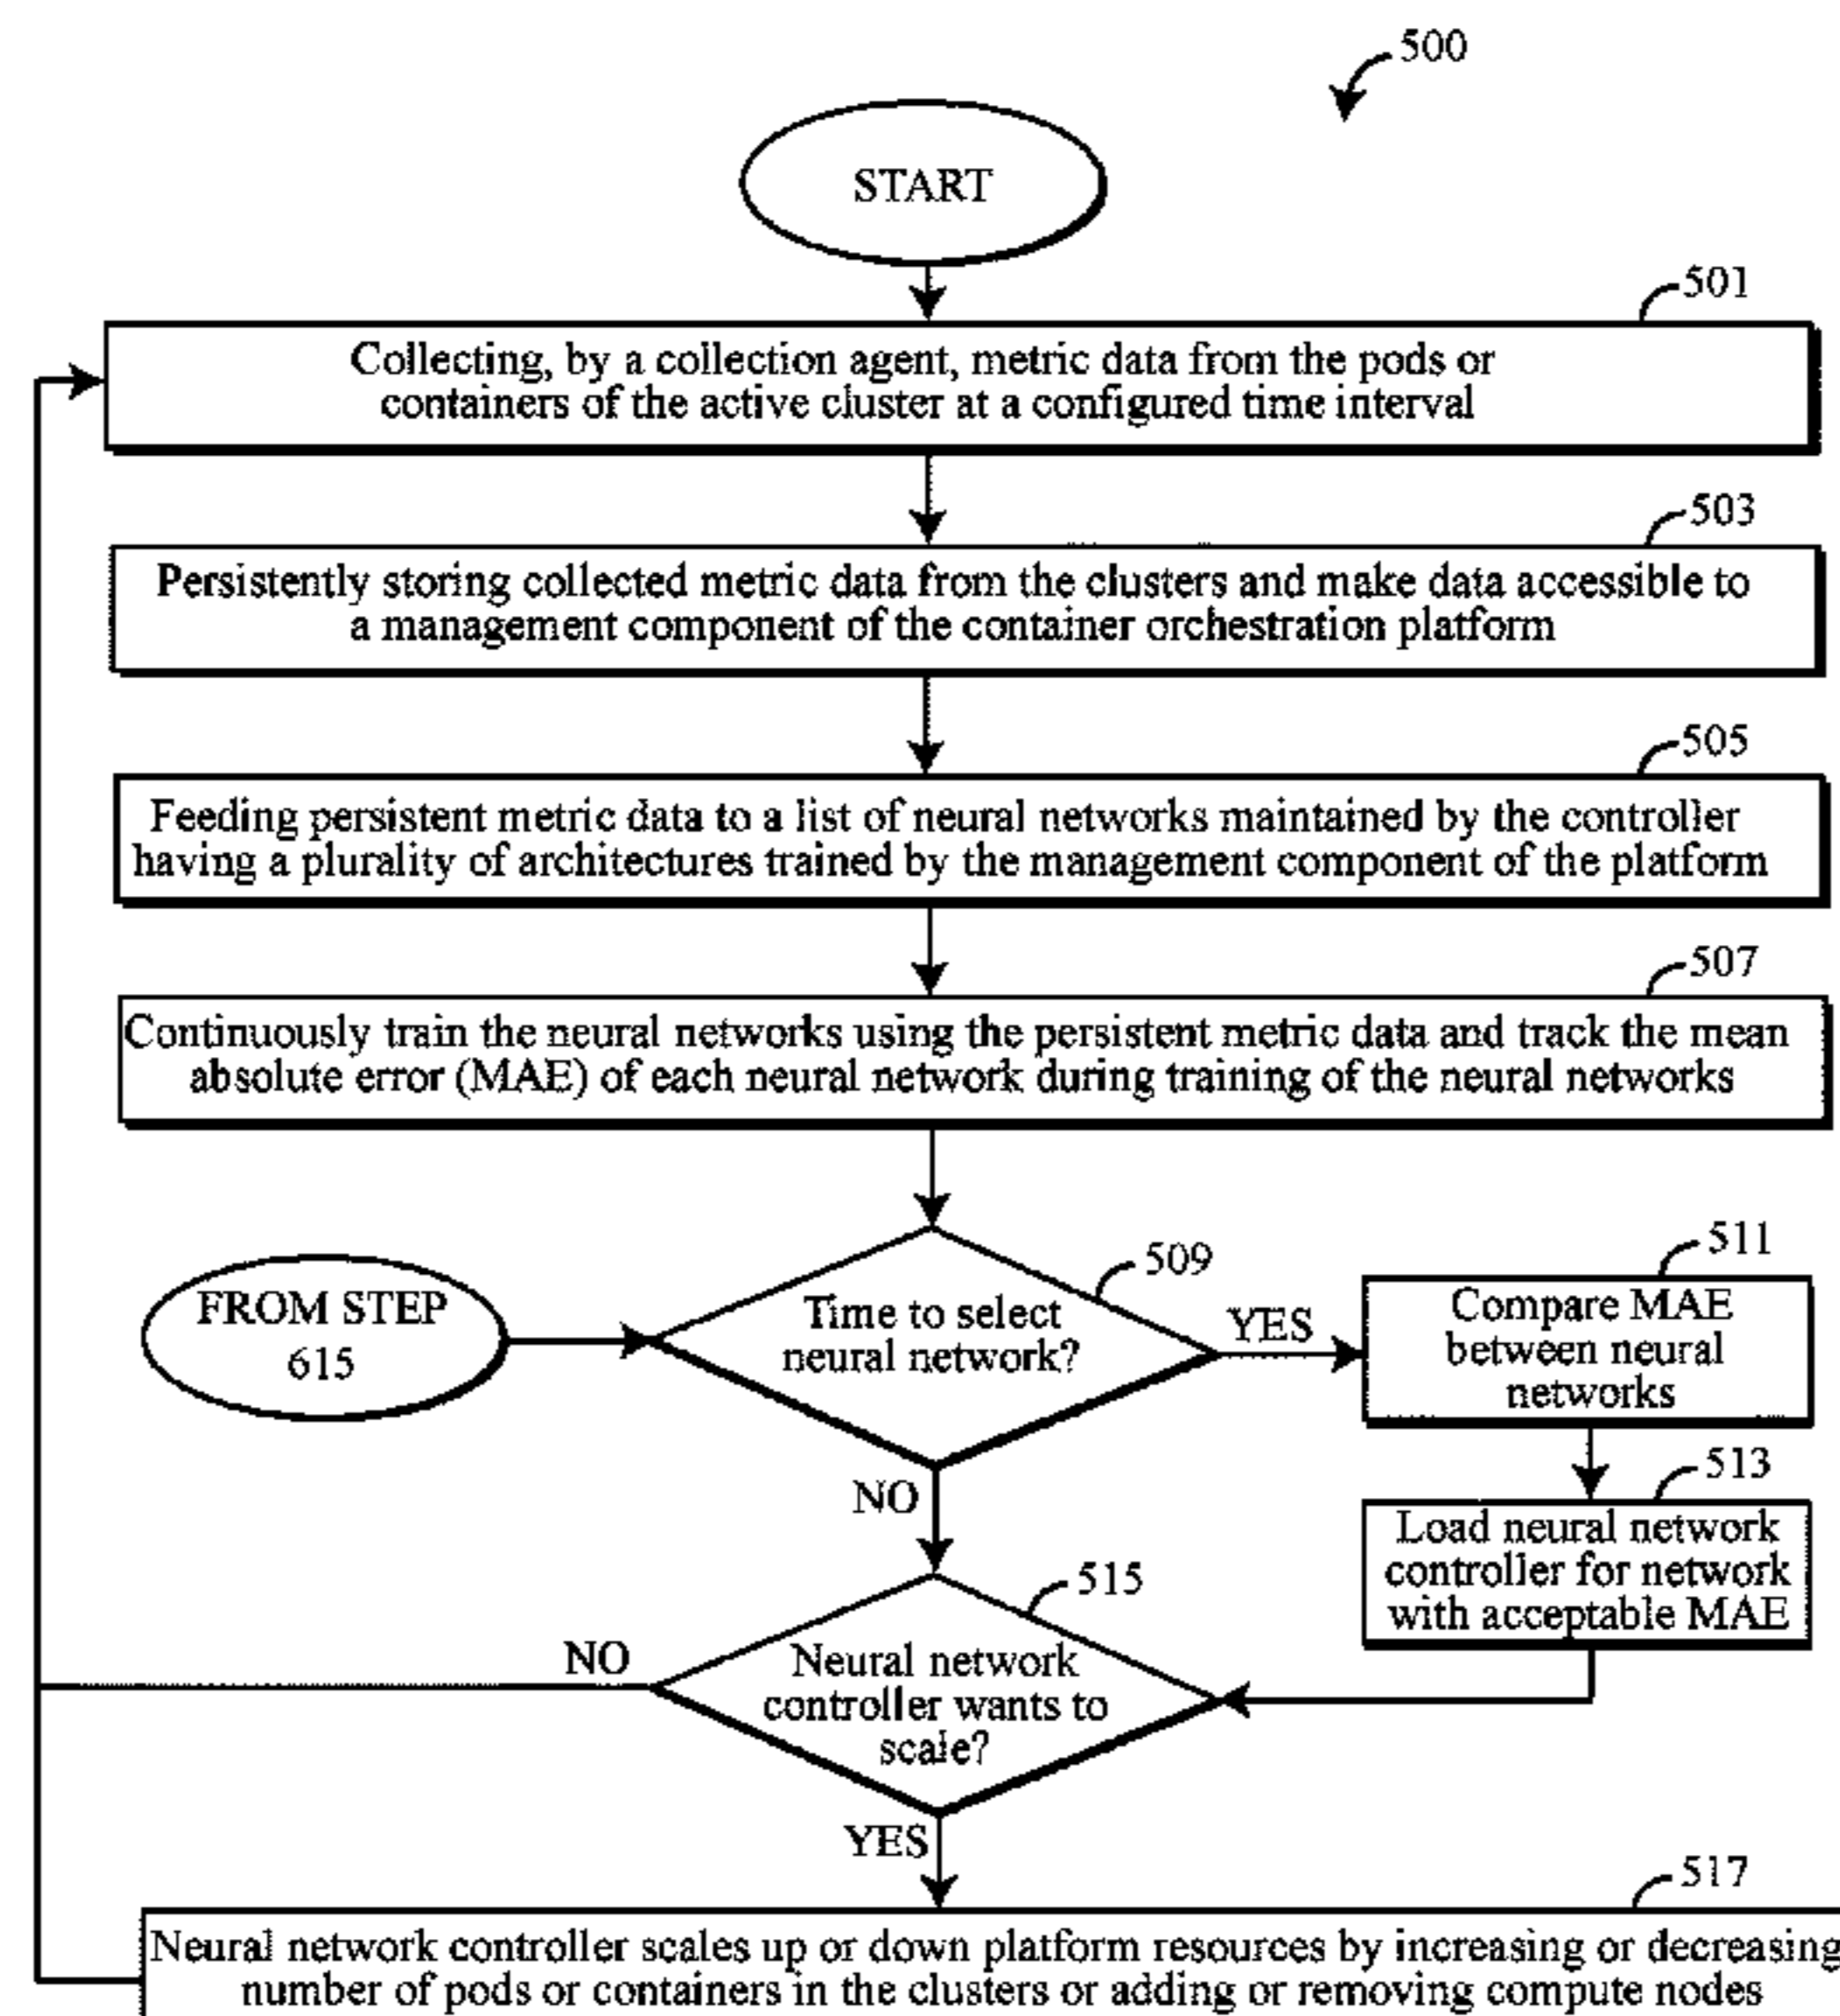 500
START
501
Collecting, by a collection agent, metric data from the pods or
containers of the active cluster at a configured time interval
503
Persistently storing collected metric data from the clusters and make data accessible to
a management component of the container orchestration platform
505
Feeding persistent metric data to a list of neural networks maintained by the controller
having a plurality of architectures trained by the management component of the platform
507
Continuously train the neural networks using the persistent metric data and track the mean
absolute error (MAE) of each neural network during training of the neural networks
FROM STEP
615
509
Time to select
neural network?
YES
511
Compare MAE
between neural
networks
513
Load neural network
controller for network
with acceptable MAE
NO
515
Neural network
controller wants to
scale?
NO
YES
517
Neural network controller scales up or down platform resources by increasing or decreasing
number of pods or containers in the clusters or adding or removing compute nodes